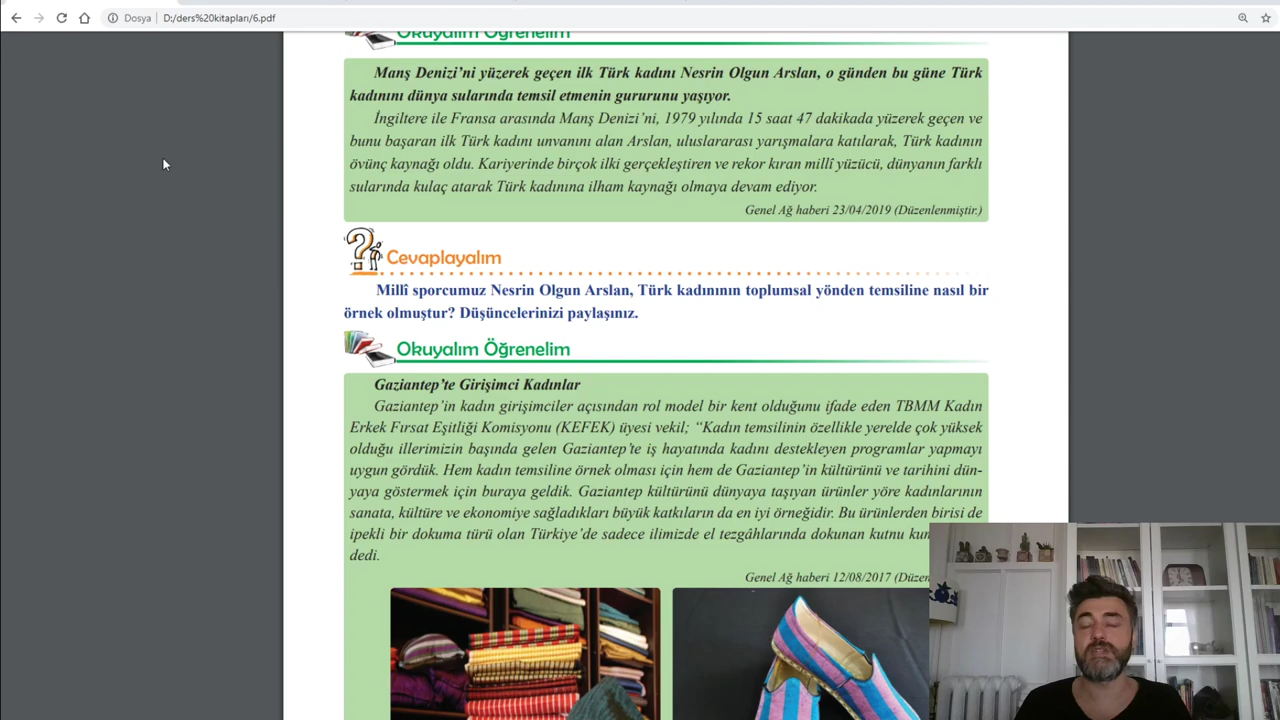 Dosya
D:/ders%20kitapları/6.pdf
Okuyalım Öğrenelim
Manş Denizi’ni yüzerek geçen ilk Türk kadını Nesrin Olgun Arslan, o günden bu güne Türk
kadınını dünya sularında temsil etmenin gururunu yaşıyor.
İngiltere ile Fransa arasında Manş Denizi’ni, 1979 yılında 15 saat 47 dakikada yüzerek geçen ve
bunu başaran ilk Türk kadını unvanını alan Arslan, uluslararası yarışmalara katılarak, Türk kadının
övünç kaynağı oldu. Kariyerinde birçok ilki gerçekleştiren ve rekor kıran millî yüzücü, dünyanın farklı
sularında kulaç atarak Türk kadınına ilham kaynağı olmaya devam ediyor.
Genel Ağ haberi 23/04/2019 (Düzenlenmiştir.)
Cevaplayalım
Millî sporcumuz Nesrin Olgun Arslan, Türk kadınının toplumsal yönden temsiline nasıl bir
örnek olmuştur? Düşüncelerinizi paylaşınız.
Okuyalım Öğrenelim
Gaziantep’te Girişimci Kadınlar
Gaziantep’in kadın girişimciler açısından rol model bir kent olduğunu ifade eden TBMM Kadın
Erkek Fırsat Eşitliği Komisyonu (KEFEK) üyesi vekil; “Kadın temsilinin özellikle yerelde çok yüksek
olduğu illerimizin başında gelen Gaziantep’te iş hayatında kadını destekleyen programlar yapmayı
uygun gördük. Hem kadın temsiline örnek olması için hem de Gaziantep’in kültürünü ve tarihini dün-
yaya göstermek için buraya geldik. Gaziantep kültürünü dünyaya taşıyan ürünler yöre kadınlarının
sanata, kültüre ve ekonomiye sağladıkları büyük katkıların da en iyi örneğidir. Bu ürünlerden birisi de
ipekli bir dokuma türü olan Türkiye’de sadece ilimizde el tezgâhlarında dokunan kutnu
dedi.
Genel Ağ haberi 12/08/2017